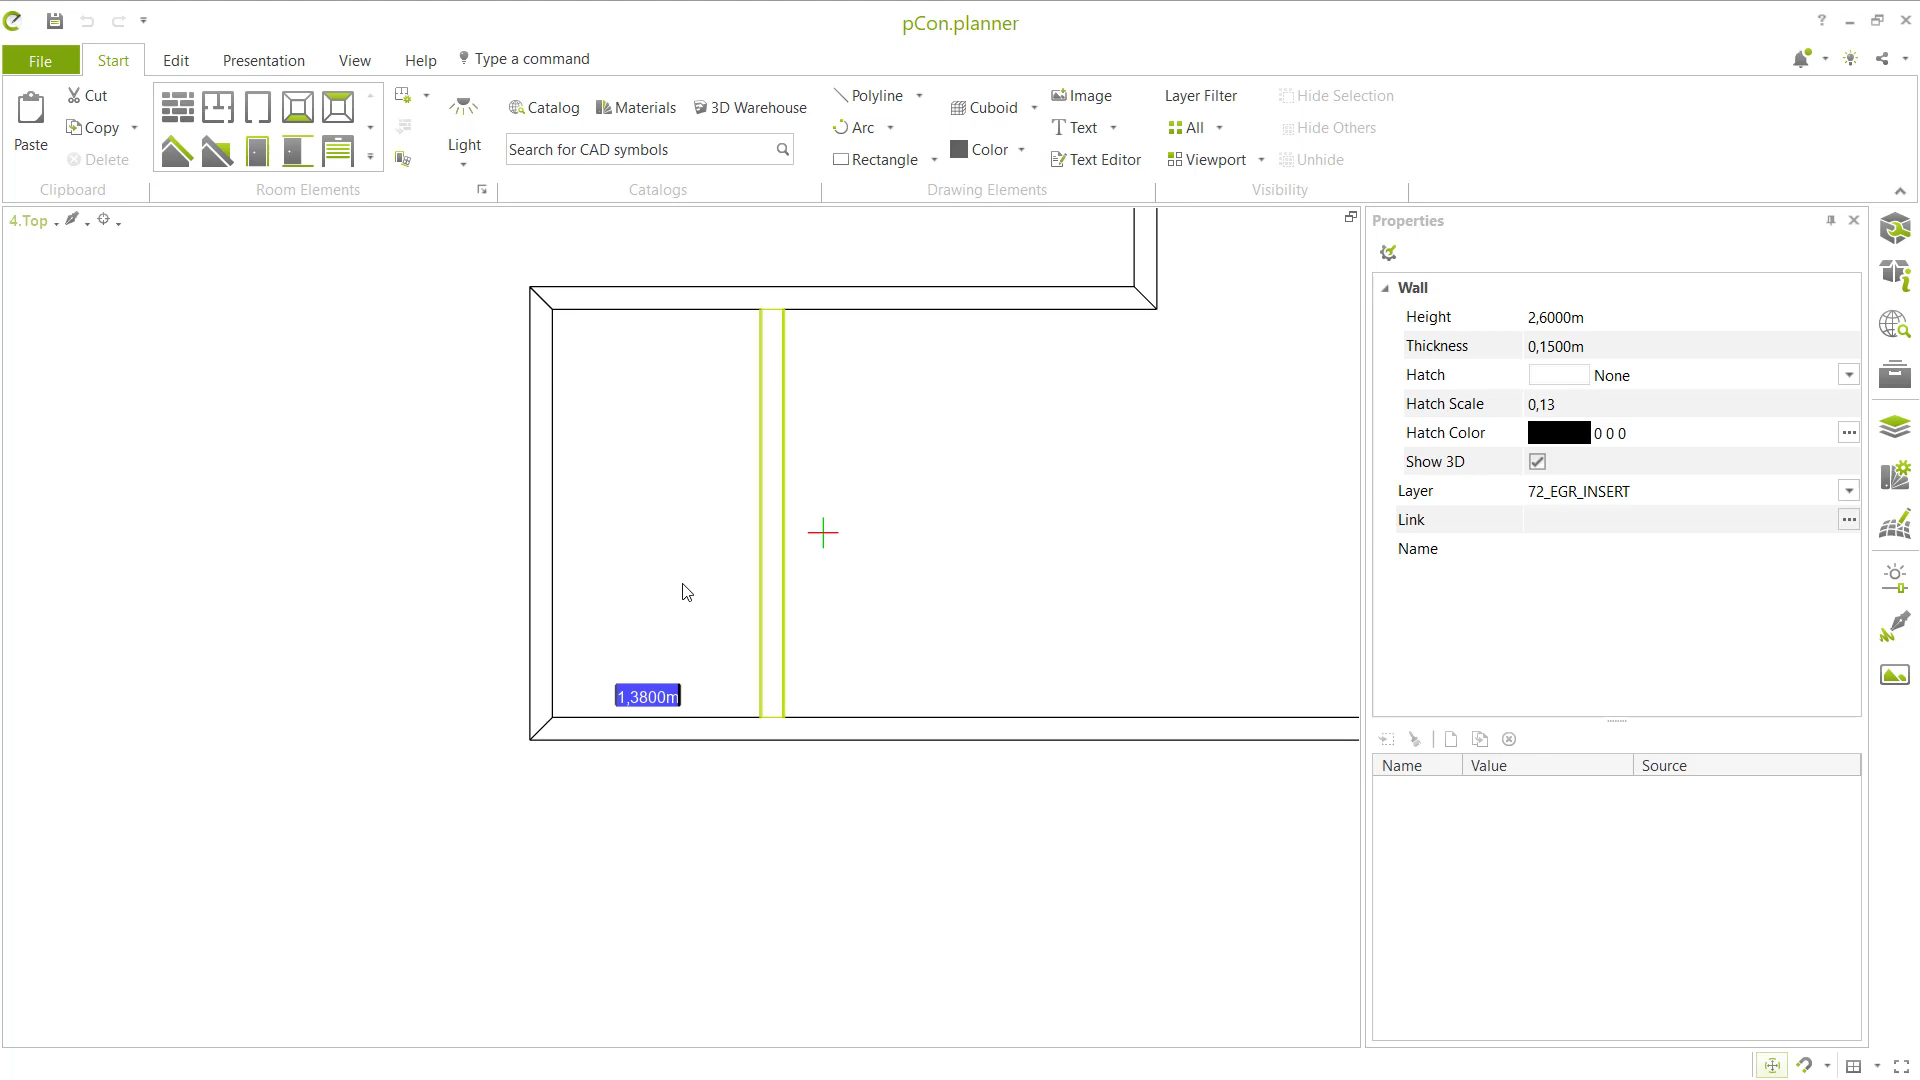 pCon.planner
?
File
Start
Edit
Presentation
View
Help
Type a command
Paste
Cut
Copy
Delete
Clipboard
Room Elements
Light
Catalog
Materials
3D Warehouse
Search for CAD symbols
Catalogs
Polyline
Arc
Rectangle
Cuboid
Color
Image
Text
Text Editor
Drawing Elements
Layer Filter
All
Viewport
Hide Selection
Hide Others
Unhide
Visibility
4.Top
1,3800m
Properties
Wall
Height 2,6000m
Thickness 0,1500m
Hatch None
Hatch Scale 0,13
Hatch Color 0 0 0
Show 3D
Layer 72_EGR_INSERT
Link
Name
Name Value Source